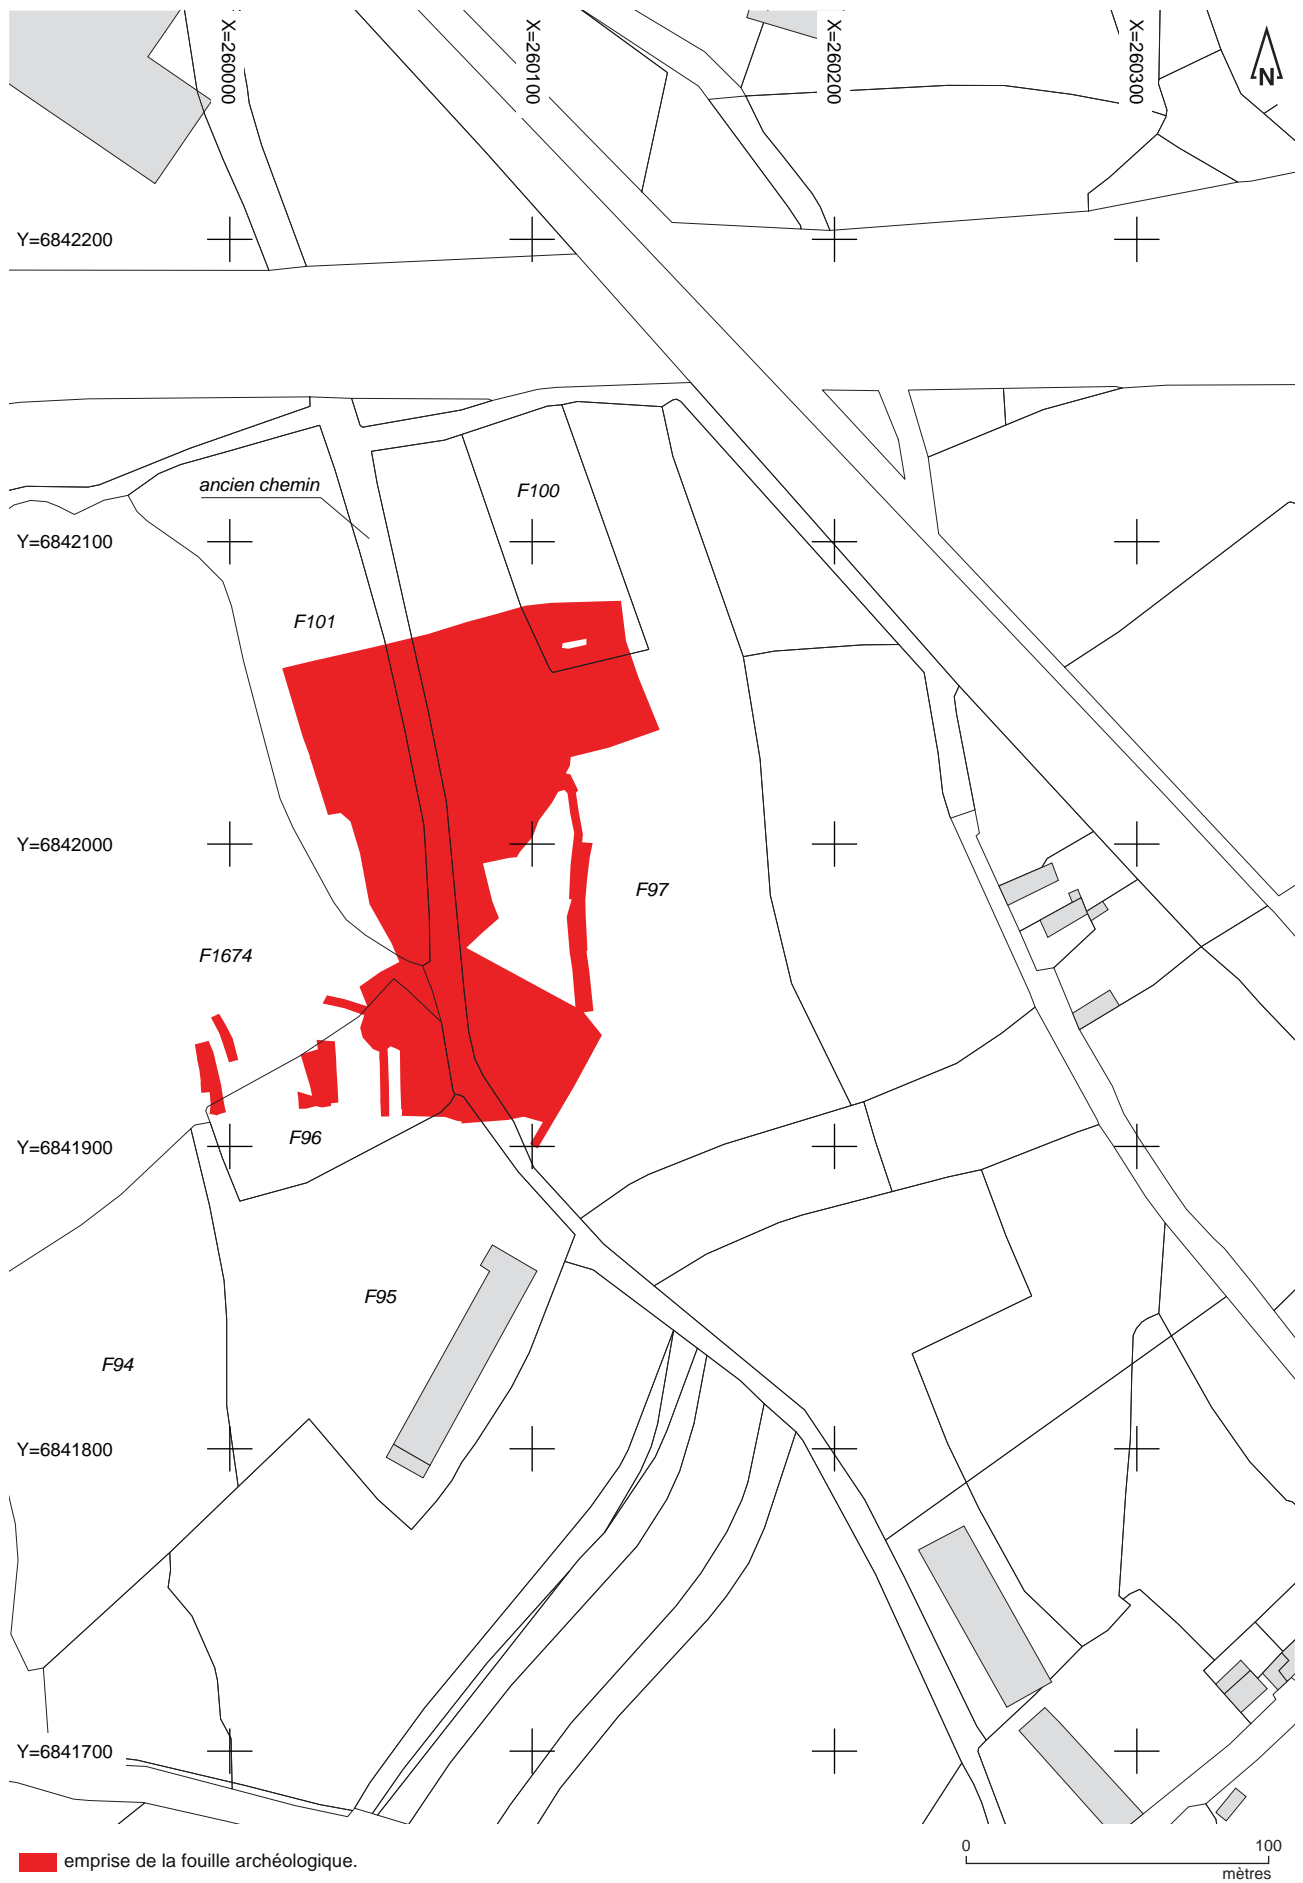 X=260000
X=260100
X=260200
X=260300
N
Y=6842200
ancien chemin
F100
Y=6842100
F101
Y=6842000
F97
F1674
Y=6841900
F96
F95
F94
Y=6841800
Y=6841700
emprise de la fouille archéologique.
0 100
mètres